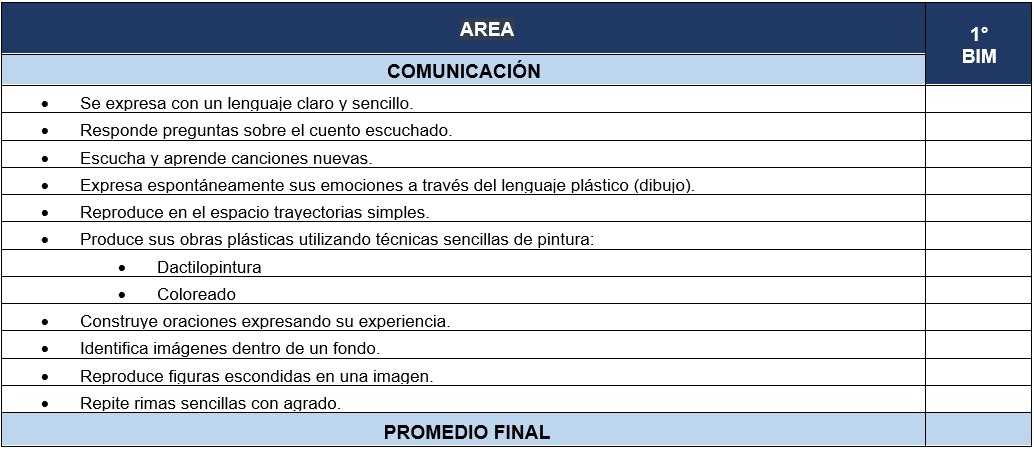 AREA
1°
BIM
COMUNICACIÓN
• Se expresa con un lenguaje claro y sencillo.
• Responde preguntas sobre el cuento escuchado.
• Escucha y aprende canciones nuevas.
• Expresa espontáneamente sus emociones a través del lenguaje plástico (dibujo).
• Reproduce en el espacio trayectorias simples.
• Produce sus obras plásticas utilizando técnicas sencillas de pintura:
• Dactilopintura
• Coloreado
• Construye oraciones expresando su experiencia.
• Identifica imágenes dentro de un fondo.
• Reproduce figuras escondidas en una imagen.
• Repite rimas sencillas con agrado.
PROMEDIO FINAL